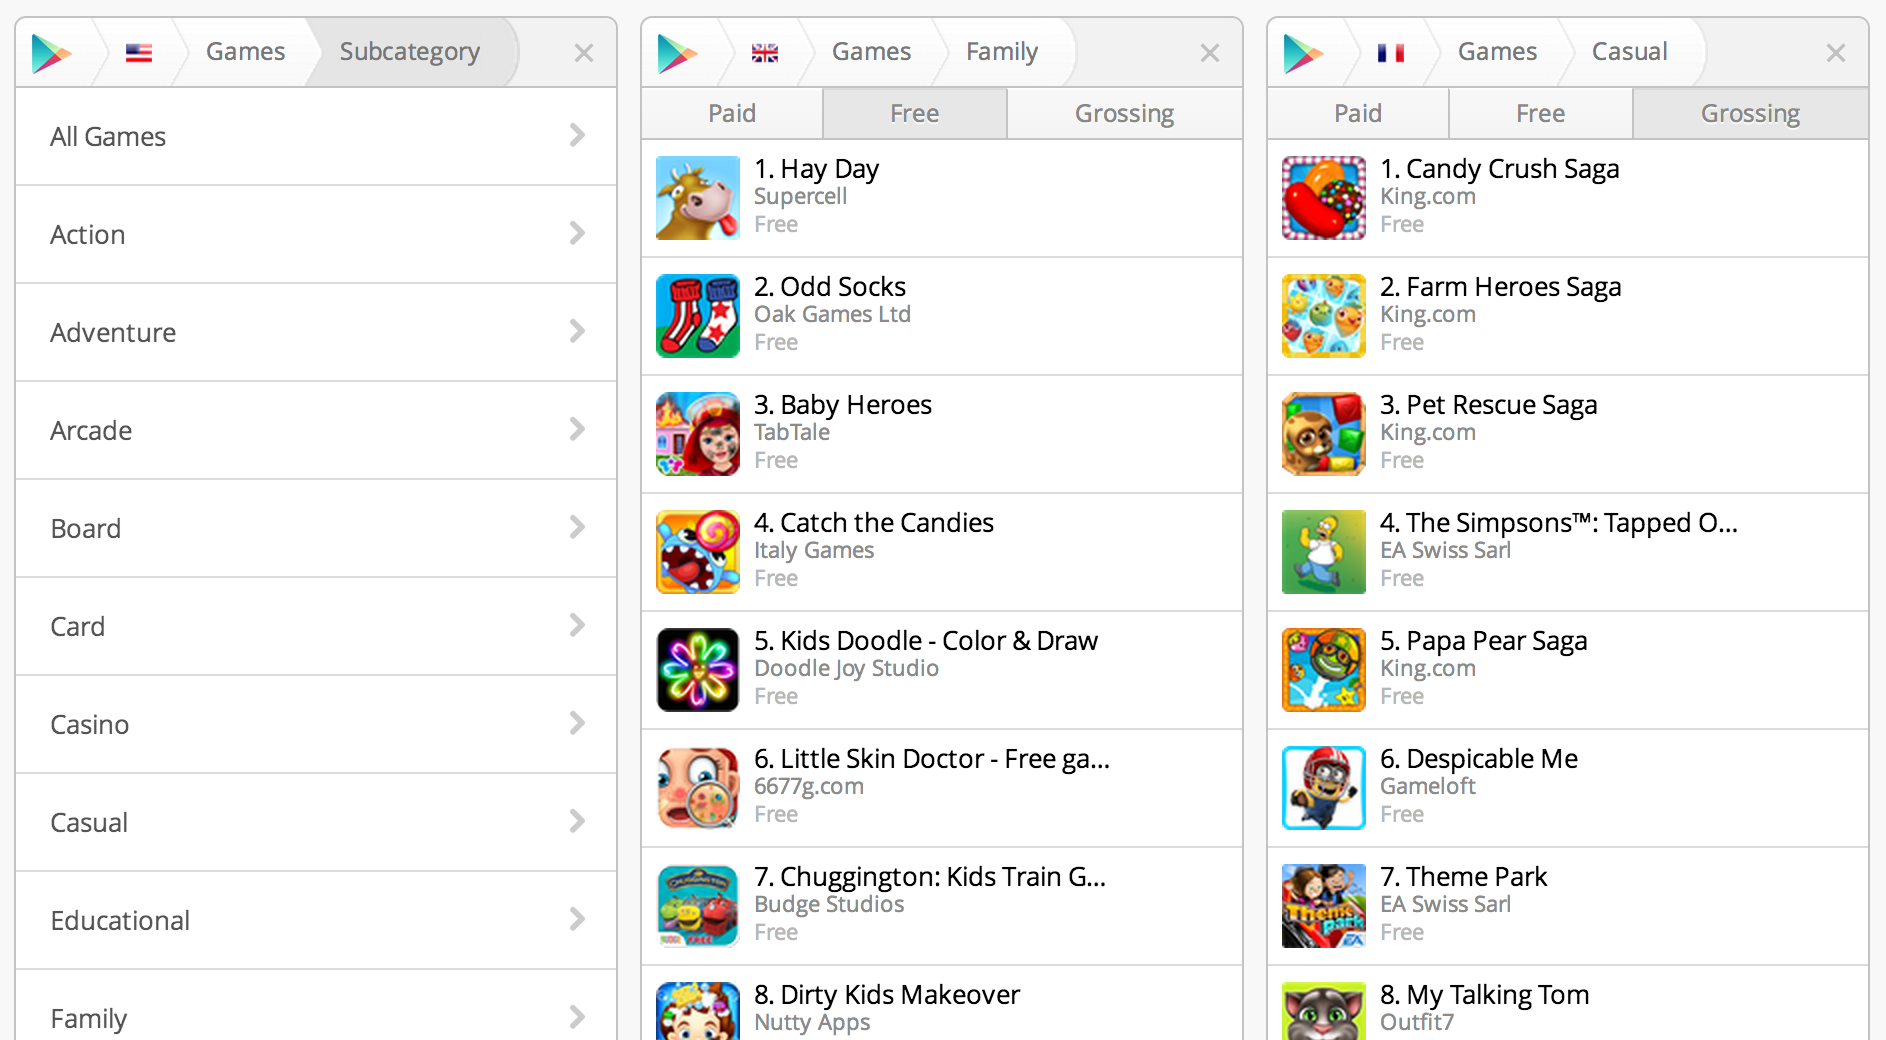 Games
Subcategory
All Games
Action
Adventure
Arcade
Board
Card
Casino
Casual
Educational
Family
Games
Family
Paid
Free
Grossing
1. Hay Day
Supercell
Free
2. Odd Socks
Oak Games Ltd
Free
3. Baby Heroes
TabTale
Free
4. Catch the Candies
Italy Games
Free
5. Kids Doodle - Color & Draw
Doodle Joy Studio
Free
6. Little Skin Doctor - Free ga...
6677g.com
Free
CHUGGINGTON
BUDGE FREE
7. Chuggington: Kids Train G...
Budge Studios
Free
8. Dirty Kids Makeover
Nutty Apps
Games
Casual
Paid
Free
Grossing
1. Candy Crush Saga
King.com
Free
2. Farm Heroes Saga
King.com
Free
3. Pet Rescue Saga
King.com
Free
4. The Simpsons™: Tapped O...
EA Swiss Sarl
Free
5. Papa Pear Saga
King.com
Free
6. Despicable Me
Gameloft
Free
Theme
Park
EA
7. Theme Park
EA Swiss Sarl
Free
8. My Talking Tom
Outfit7